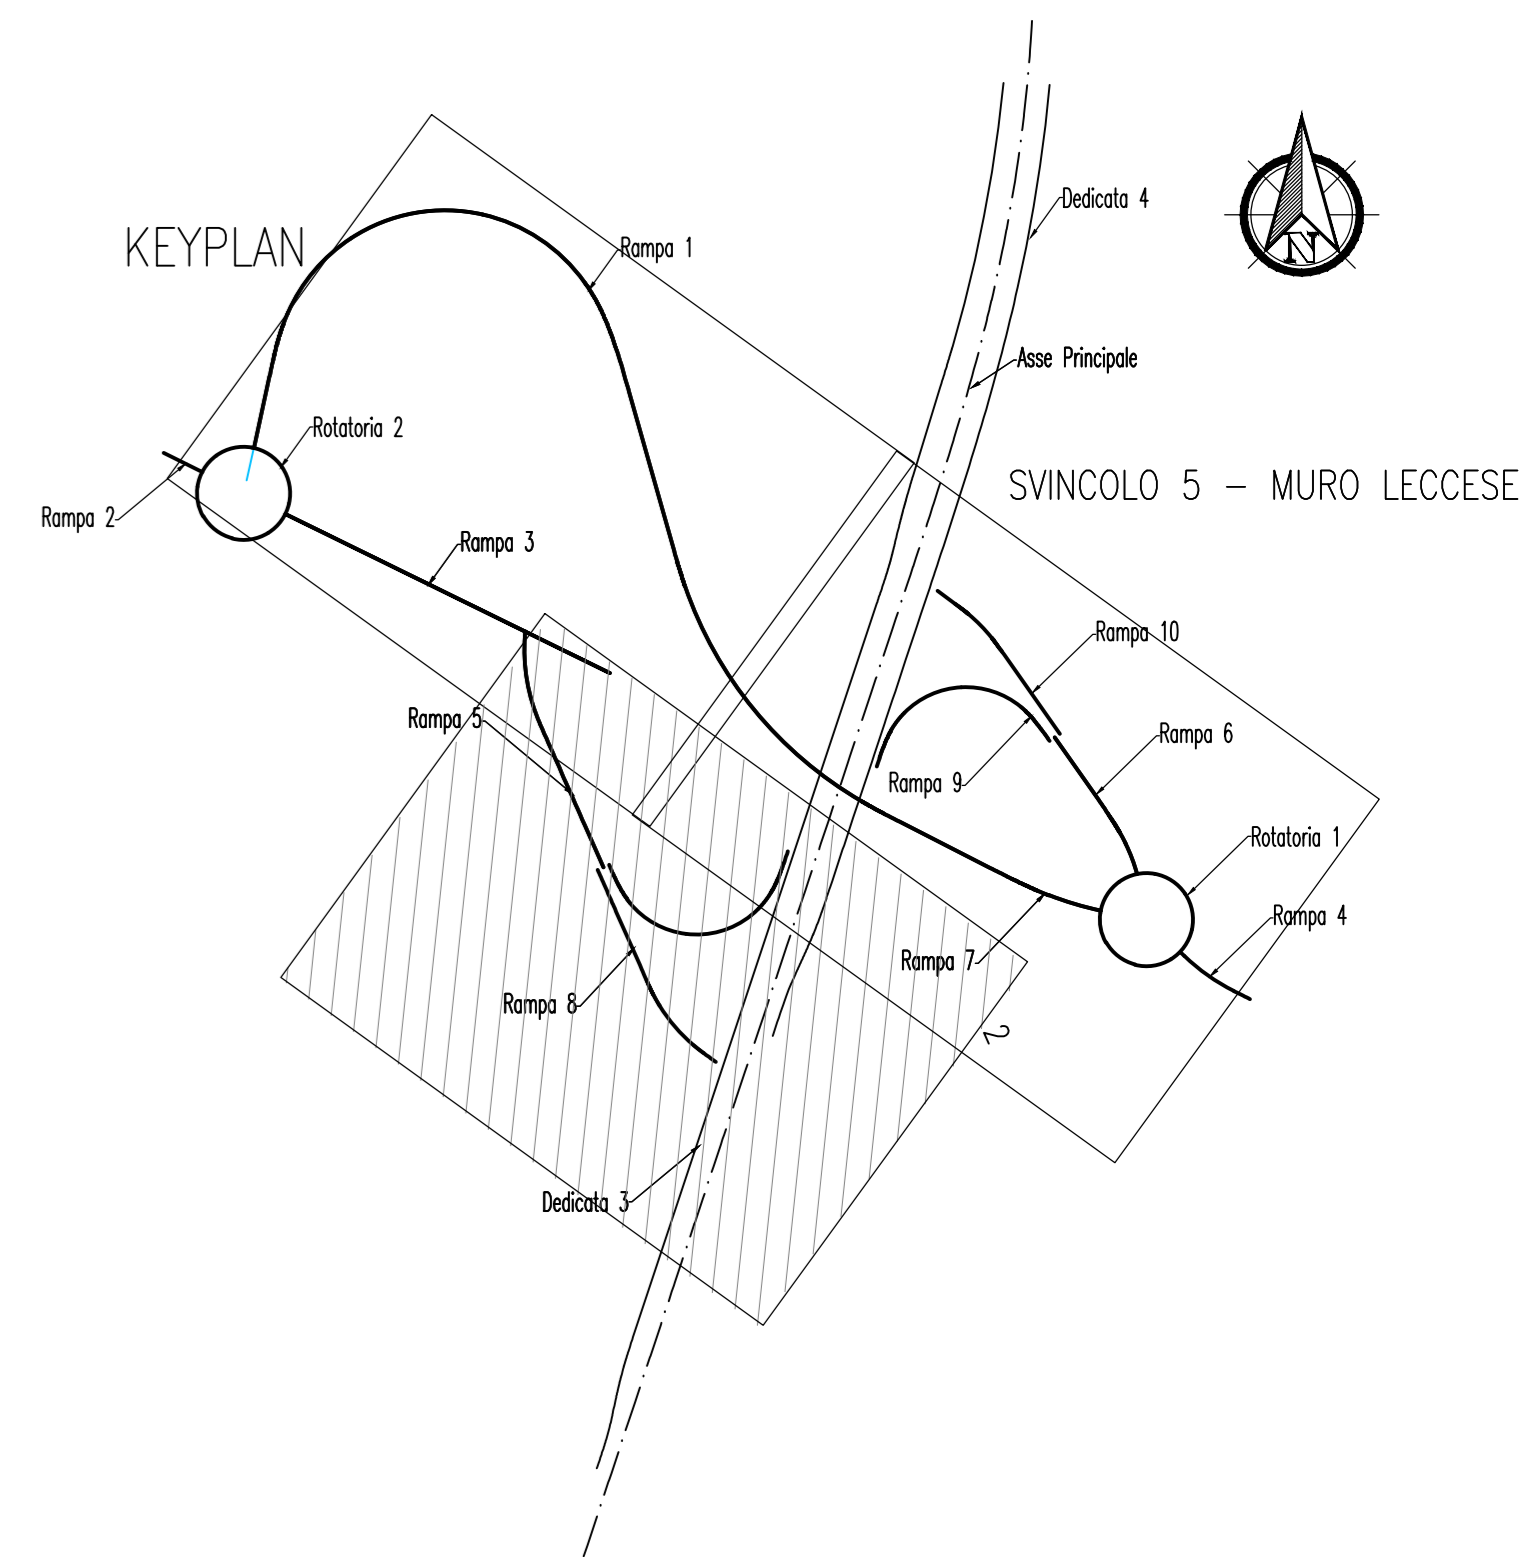 Dedicata 4
KEYPLAN
Rampa 1
N
Asse Principale
Rotatoria 2
SVINCOLO 5 – MURO LECCESE
Rampa 2
Rampa 3
Rampa 10
Rampa 5
Rampa 6
Rampa 9
Rotatoria 1
Rampa 4
Rampa 7
Rampa 8
2
Dedicata 3